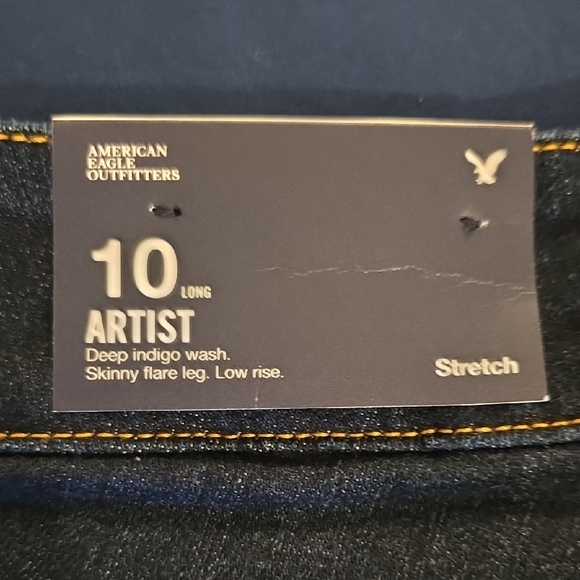 AMERICAN
EAGLE
OUTFITTERS
10 LONG
ARTIST
Deep indigo wash.
Skinny flare leg. Low rise.
Stretch